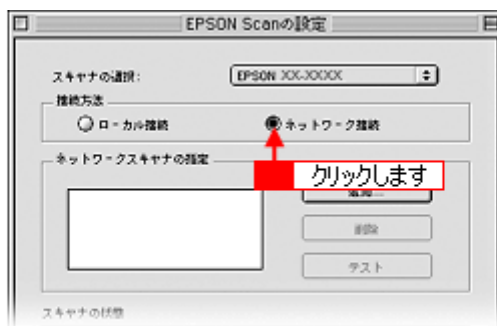 EPSON Scanの設定
スキャナの選択:
EPSON XX-XXXX
接続方法
ローカル接続
ネットワーク接続
ネットワークスキャナの指定
クリックします
追加...
削除
テスト
スキャナの状態